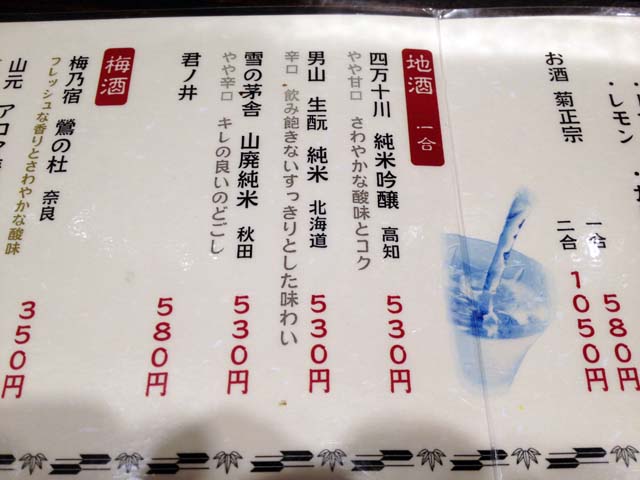 ・レモン
お酒 菊正宗
一合 580円
二合 1050円
地酒 一合
四万十川 純米吟醸 高知 530円
やや甘口 さわやかな酸味とコク
男山 生酛 純米 北海道 530円
辛口 飲み飽きないすっきりとした味わい
雪の茅舎 山廃純米 秋田 530円
やや辛口 キレの良いのどごし
君ノ井 580円
梅酒
梅乃宿 鶯の杜 奈良 350円
フレッシュな香りとさわやかな酸味
山元 アロマ